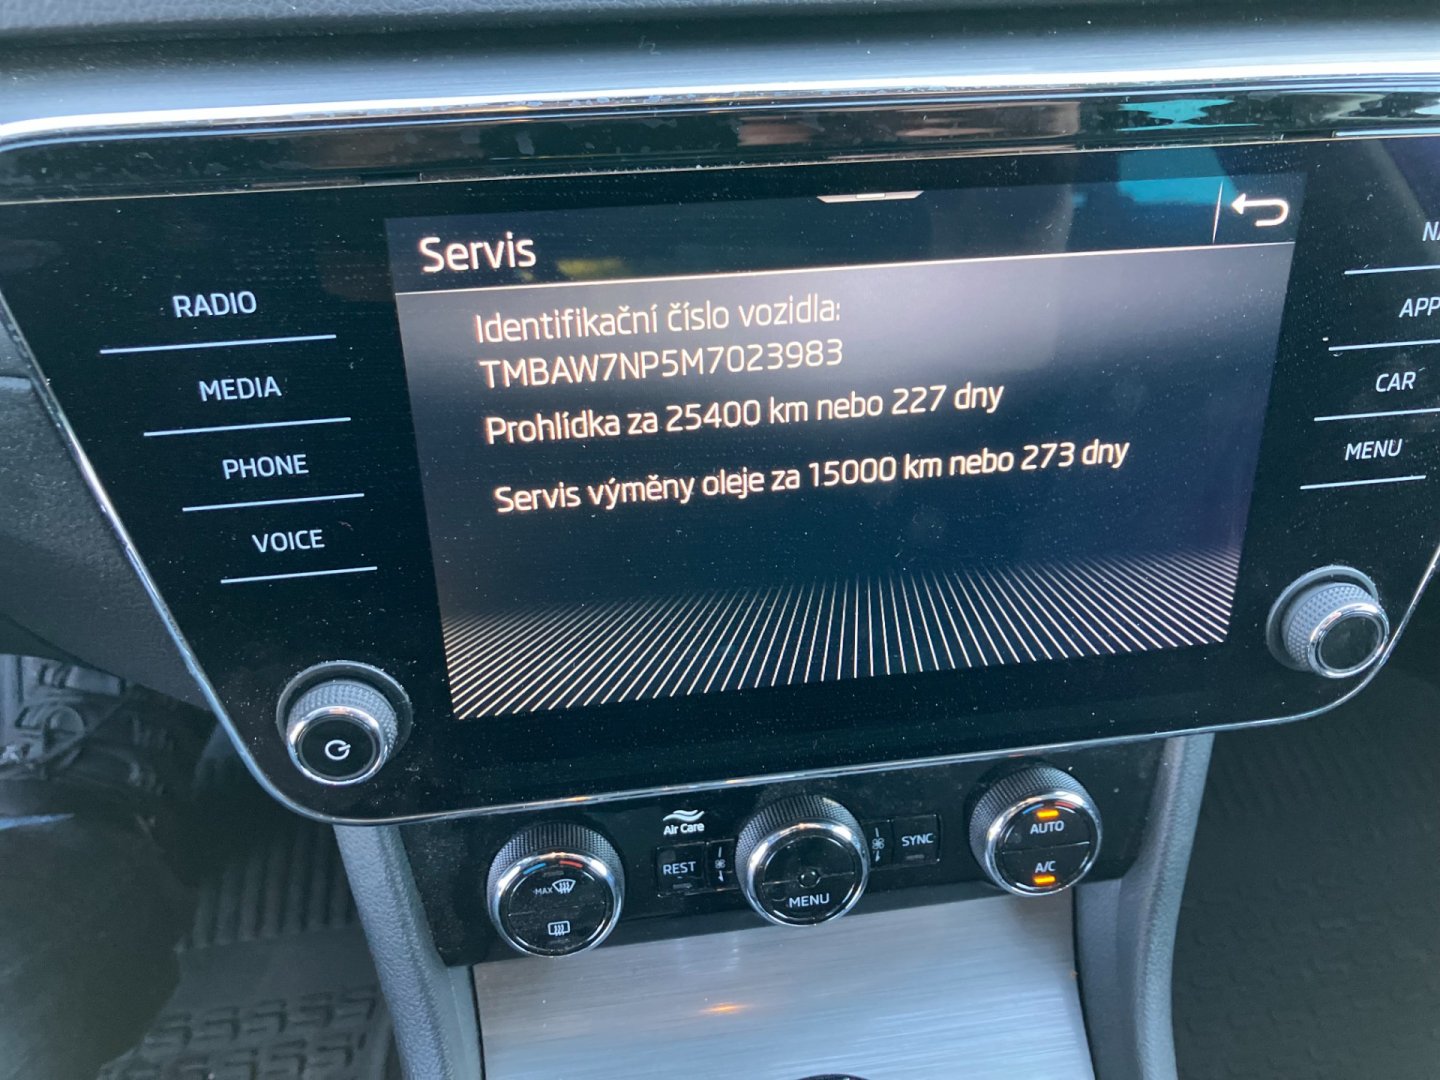 Servis
Identifikační číslo vozidla:
TMBAW7NP5M7023983
Prohlídka za 25400 km nebo 227 dny
Servis výměny oleje za 15000 km nebo 273 dny
RADIO
MEDIA
PHONE
VOICE
CAR
MENU
Air Care
REST
SYNC
AUTO
A/C
MAX
MENU